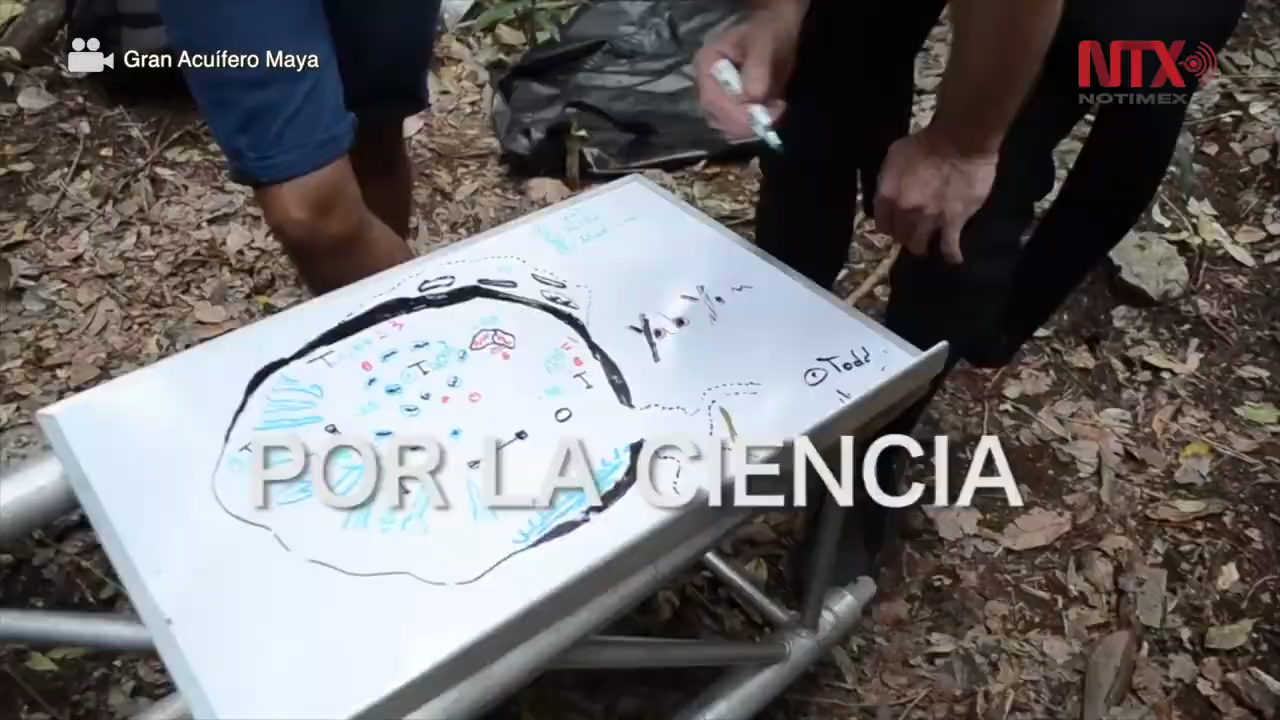 Gran Acuífero Maya
NTX
NOTIMEX
Todd
POR LA CIENCIA